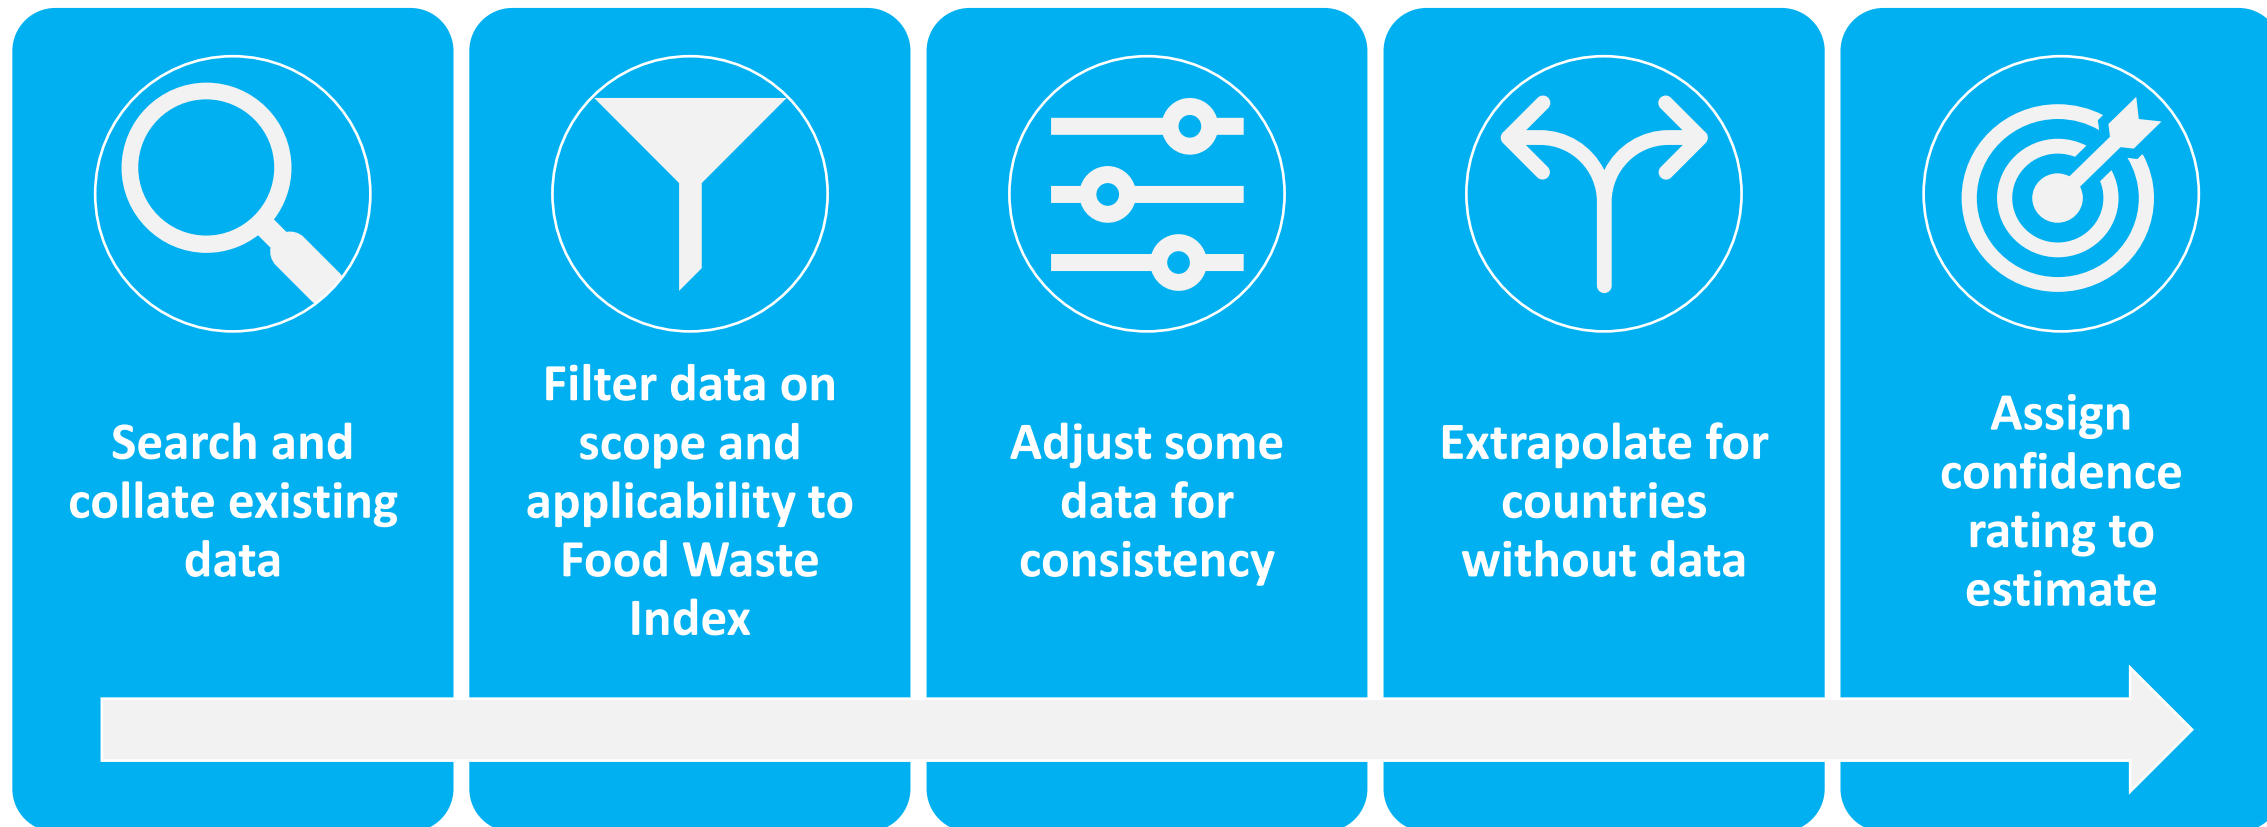 Search and
collate existing
data
Filter data on
scope and
applicability to
Food Waste
Index
Adjust some
data for
consistency
Extrapolate for
countries
without data
Assign
confidence
rating to
estimate